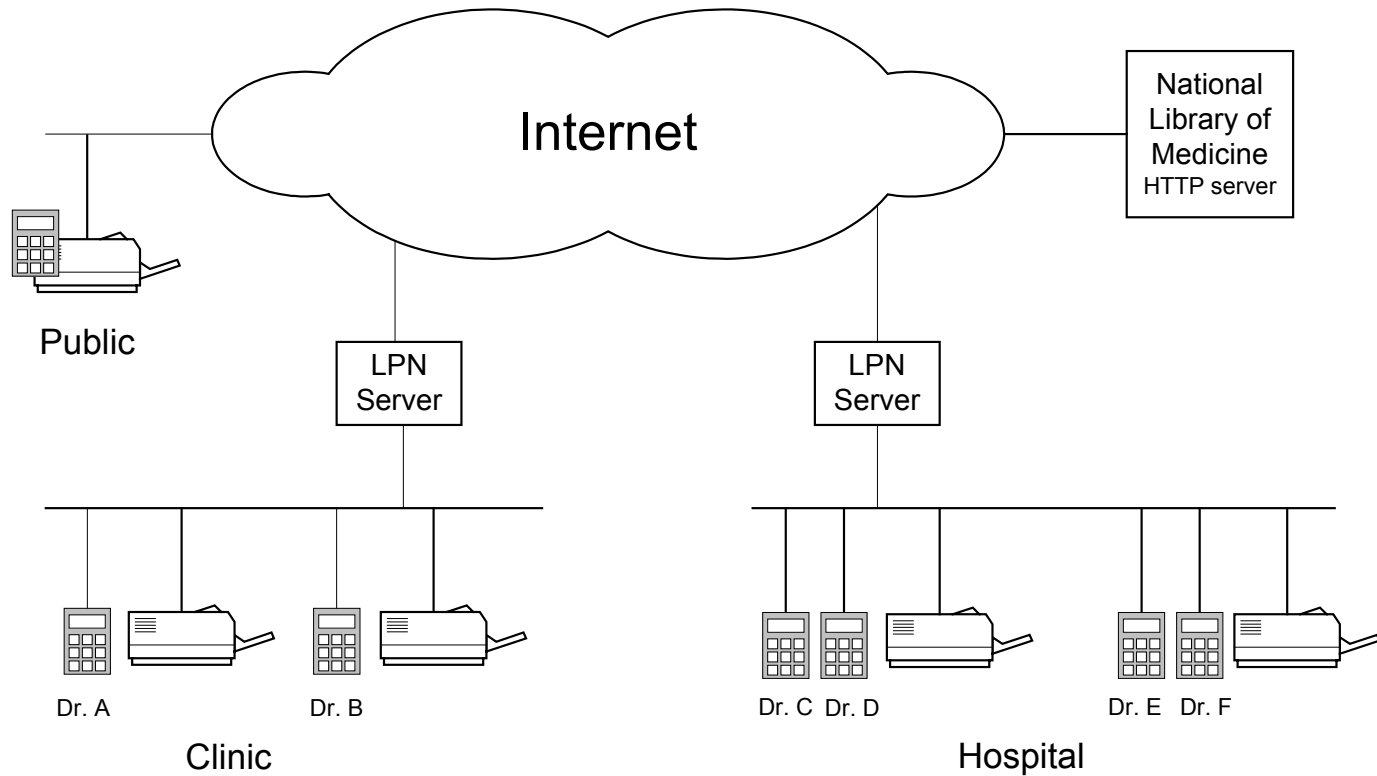 Internet
National
Library of
Medicine
HTTP server
Public
LPN
Server
LPN
Server
Dr. A
Dr. B
Dr. C
Dr. D
Dr. E
Dr. F
Clinic
Hospital